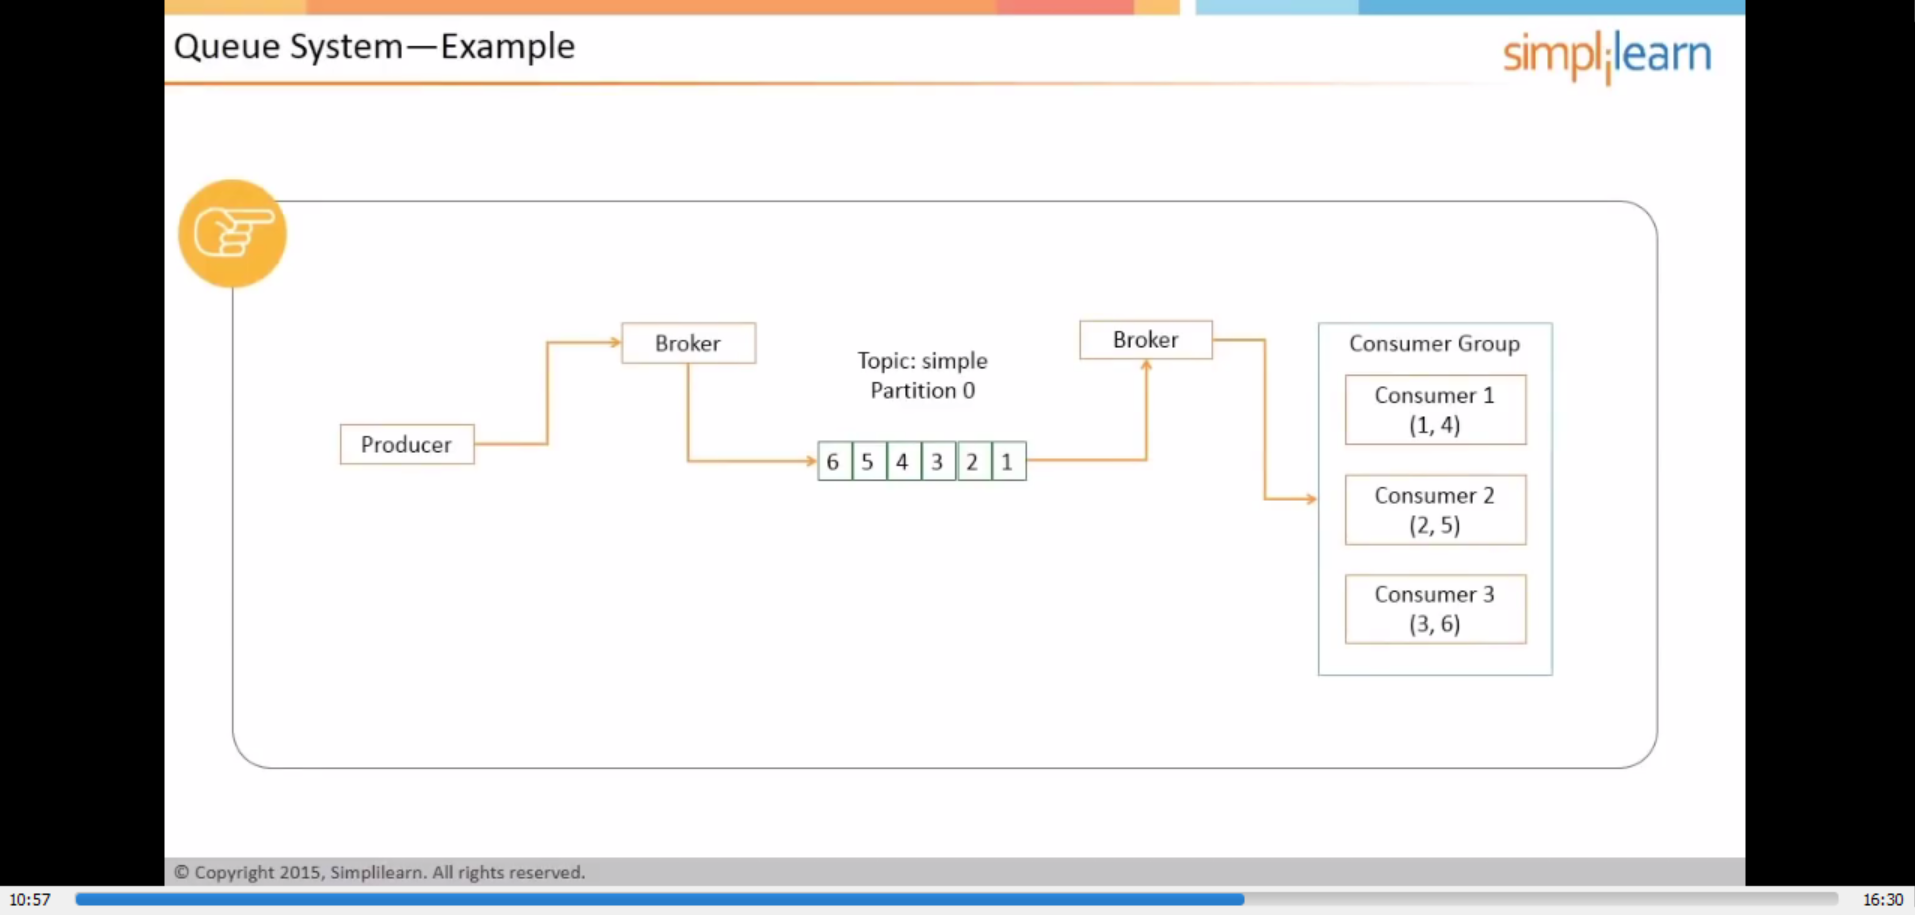 Queue System—Example
simplilearn
Broker
Broker
Topic: simple
Partition 0
Producer
6 5 4 3 2 1
Consumer Group
Consumer 1
(1, 4)
Consumer 2
(2, 5)
Consumer 3
(3, 6)
© Copyright 2015, Simplilearn. All rights reserved.
10:57
16:30